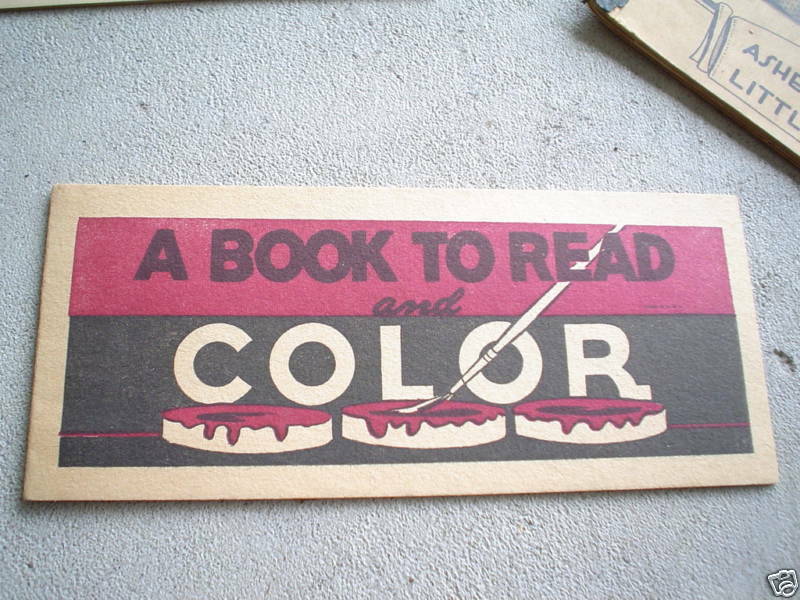 A BOOK TO READ
and
COLOR
ASHE
LITTL